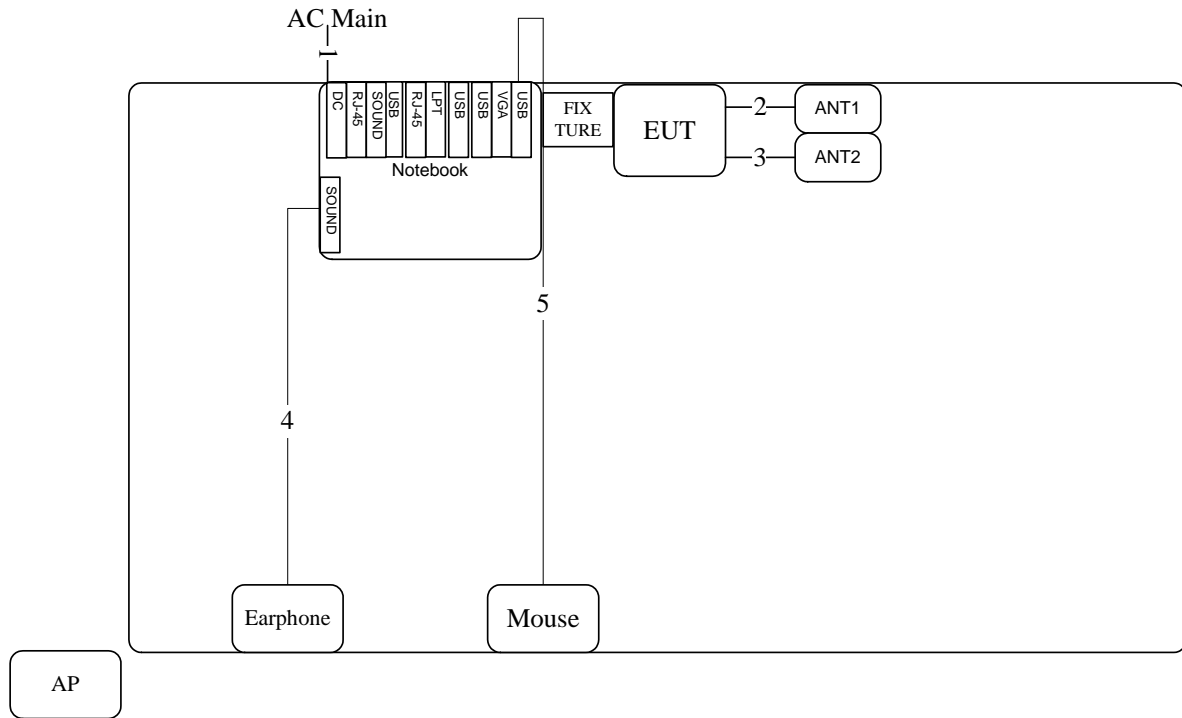 AC Main
1
DC
RJ-45
SOUND
USB
RJ-45
LPT
USB
USB
VGA
USB
FIX
TURE
EUT
2
ANT1
3
ANT2
Notebook
SOUND
5
4
Earphone
Mouse
AP